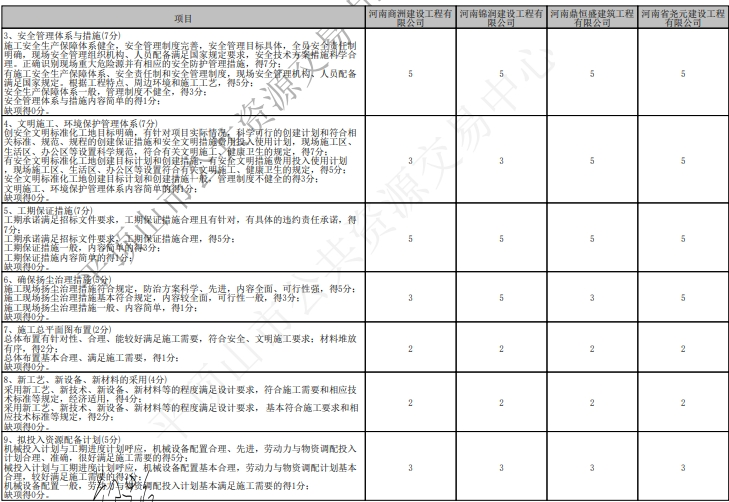 项目 河南商洲建设工程有限公司 河南锦润建设工程有限公司 河南鼎恒盛建筑工程有限公司 河南省尧元建设工程有限公司
3、安全管理体系与措施(7分)
施工安全生产保障体系健全，安全管理制度完善，安全管理目标具体，全员安全责任制
明确，现场安全管理组织机构、人员配备满足国家规定要求，安全技术方案措施科学合
理。正确识别现场重大危险源并有相应的安全防护管理措施，得7分；
有施工安全生产保障体系、安全责任制和安全管理制度，现场安全管理机构、人员配备
满足国家规定，根据工程特点、周边环境和施工工艺，得5分；
安全生产保障体系一般，管理制度不健全，得3分；
安全管理体系与措施内容简单的得1分；
缺项得0分。
5 5 5 5
4、文明施工、环境保护管理体系(7分)
创安全文明标准化工地目标明确，有针对项目实际情况，科学可行的创建计划和符合相
关标准、规范、规程的创建保证措施和安全文明措施费用投入使用计划，现场施工区、
生活区、办公区等设置科学规范，符合有关文明施工、健康卫生的规定，得7分；
有安全文明标准化工地创建目标计划和创建措施，有安全文明措施费用投入使用计划
，现场施工区、生活区、办公区等设置符合有关文明施工、健康卫生的规定，得5分；
安全文明标准化工地创建目标计划和创建措施一般，管理制度不健全的得3分；
文明施工、环境保护管理体系内容简单的得1分；
缺项得0分。
3 3 5 5
5、工期保证措施(7分)
工期承诺满足招标文件要求，工期保证措施合理且有针对，有具体的违约责任承诺，得
7分；
工期承诺满足招标文件要求，工期保证措施合理，得5分；
工期保证措施一般，内容简单的得3分；
工期保证措施内容简单的得1分；
缺项得0分。
5 5 5 5
6、确保扬尘治理措施(5分)
施工现场扬尘治理措施符合规定，防治方案科学、先进，内容全面、可行性强，得5分；
施工现场扬尘治理措施基本符合规定，内容较全面，可行性一般，得3分；
施工现场扬尘治理措施一般、内容简单，得1分；
缺项得0分。
3 5 3 5
7、施工总平面图布置(2分)
总体布置有针对性、合理、能较好满足施工需要，符合安全、文明施工要求；材料堆放
有序，得2分；
总体布置基本合理、满足施工需要，得1分；
缺项得0分。
2 2 2 2
8、新工艺、新设备、新材料的采用(4分)
采用新工艺、新技术、新设备、新材料等的程度满足设计要求，符合施工需要和相应技
术标准等规定，经济适用，得4分；
采用新工艺、新技术、新设备、新材料等的程度满足设计要求， 基本符合施工要求和相
应技术标准等规定，得2分；
缺项得0分。
2 2 2 2
9、拟投入资源配备计划(5分)
机械投入计划与工期进度计划呼应，机械设备配置合理、先进，劳动力与物资调配投入
计划合理、准确，很好满足施工需要的得5分；
械投入计划与工期进度计划呼应，机械设备配置基本合理，劳动力与物资调配计划基本
合理，较好满足施工需要的得3分；
机械设备配置一般，劳动力与物资调配投入计划基本满足施工需要的得1分；
缺项得0分。
3 3 3 3
平顶山市公共资源交易中心